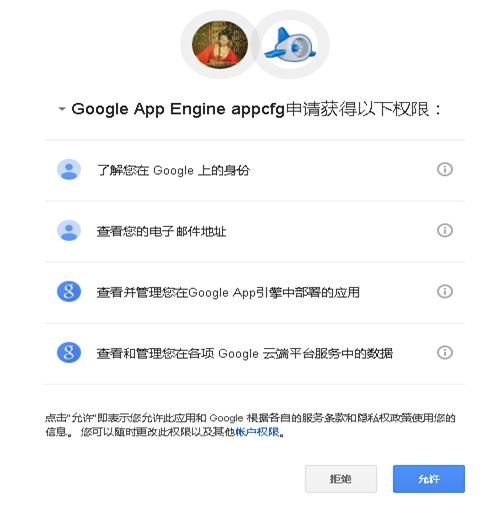 Google App Engine appcfg申请获得以下权限：
了解您在 Google 上的身份
查看您的电子邮件地址
查看并管理您在Google App引擎中部署的应用
查看和管理您在各项 Google 云端平台服务中的数据
点击"允许"即表示您允许此应用和 Google 根据各自的服务条款和隐私权政策使用您的
信息。 您可以随时更改此权限以及其他帐户权限。
拒绝
允许